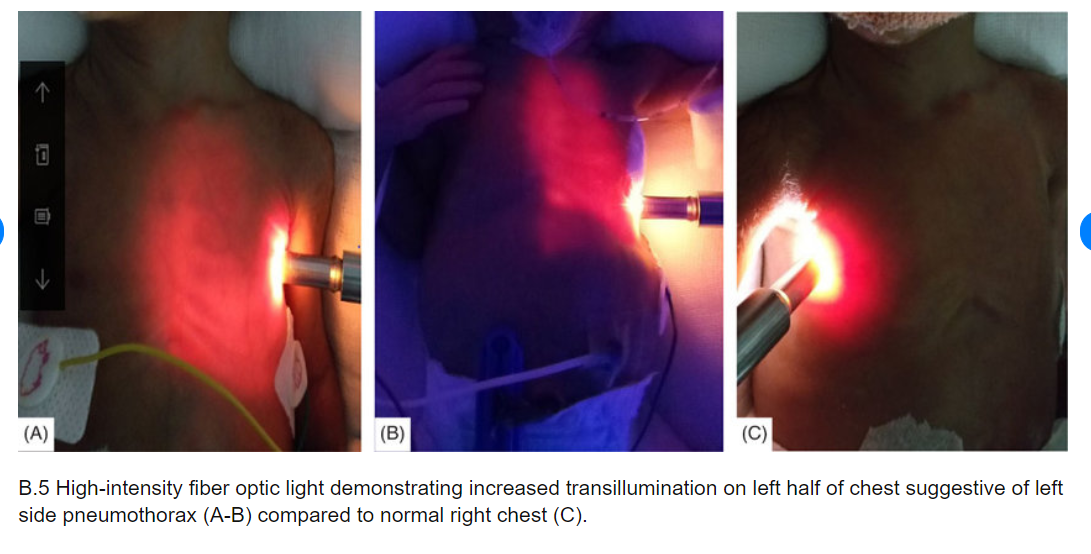 (A)
(B)
(C)
B.5 High-intensity fiber optic light demonstrating increased transillumination on left half of chest suggestive of left
side pneumothorax (A-B) compared to normal right chest (C).